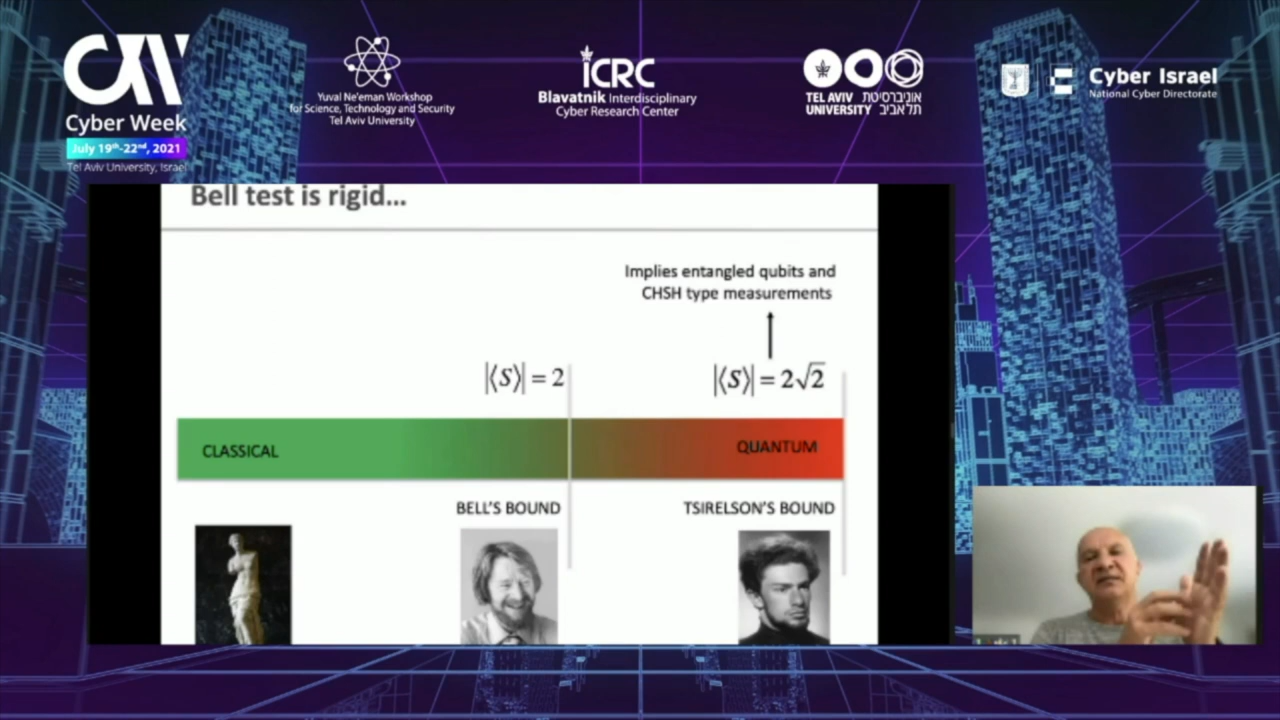 CW
Cyber Week
July 19th-22nd, 2021
Tel Aviv University, Israel
Yuval Ne'eman Workshop
for Science, Technology and Security
Tel Aviv University
iCRC
Blavatnik Interdisciplinary
Cyber Research Center
TEL AVIV אוניברסיטת
UNIVERSITY תל אביב
Cyber Israel
National Cyber Directorate
Bell test is rigid...
Implies entangled qubits and
CHSH type measurements
|⟨S⟩| = 2
|⟨S⟩| = 2√2
CLASSICAL
QUANTUM
BELL'S BOUND
TSIRELSON'S BOUND